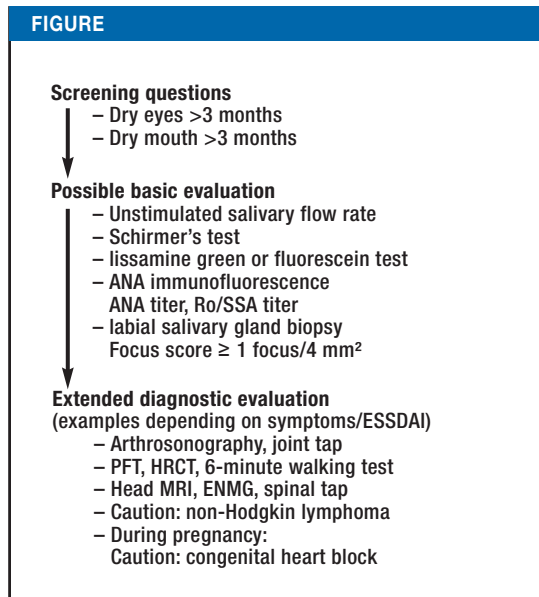 FIGURE
Screening questions
– Dry eyes >3 months
– Dry mouth >3 months
Possible basic evaluation
– Unstimulated salivary flow rate
– Schirmer's test
– lissamine green or fluorescein test
– ANA immunofluorescence
ANA titer, Ro/SSA titer
– labial salivary gland biopsy
Focus score ≥ 1 focus/4 mm²
Extended diagnostic evaluation
(examples depending on symptoms/ESSDAI)
– Arthrosonography, joint tap
– PFT, HRCT, 6-minute walking test
– Head MRI, ENMG, spinal tap
– Caution: non-Hodgkin lymphoma
– During pregnancy:
Caution: congenital heart block